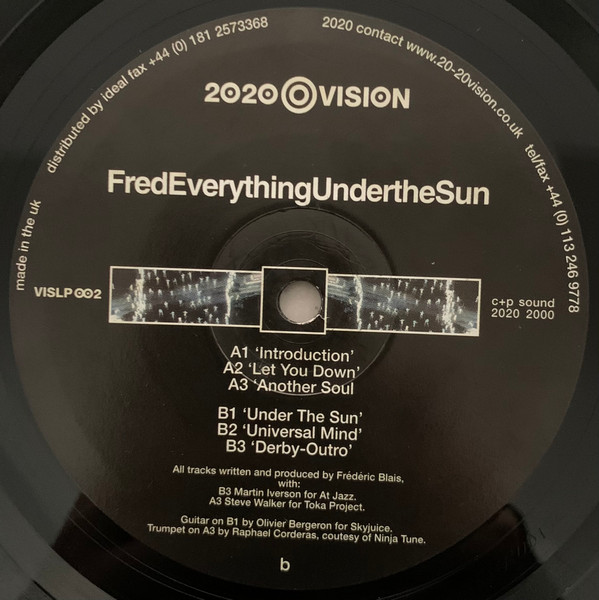 made in the uk
distributed by ideal fax +44 (0) 181 2573368
2020 contact www.20-20vision.co.uk
tel/fax +44 (0) 113 246 9778
2020 VISION
FredEverythingUndertheSun
VISLP 002
c+p sound
2020 2000
A1 ‘Introduction’
A2 ‘Let You Down’
A3 ‘Another Soul
B1 ‘Under The Sun’
B2 ‘Universal Mind’
B3 ‘Derby-Outro’
All tracks written and produced by Frédéric Blais,
with:
B3 Martin Iverson for At Jazz.
A3 Steve Walker for Toka Project.
Guitar on B1 by Olivier Bergeron for Skyjuice.
Trumpet on A3 by Raphael Corderas, coutesy of Ninja Tune.
b